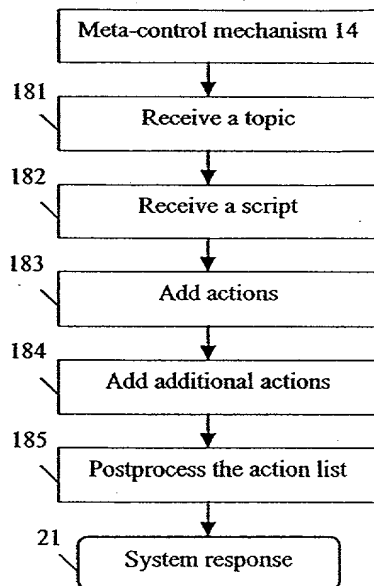 Meta-control mechanism 14
181
Receive a topic
182
Receive a script
183
Add actions
184
Add additional actions
185
Postprocess the action list
21
System response